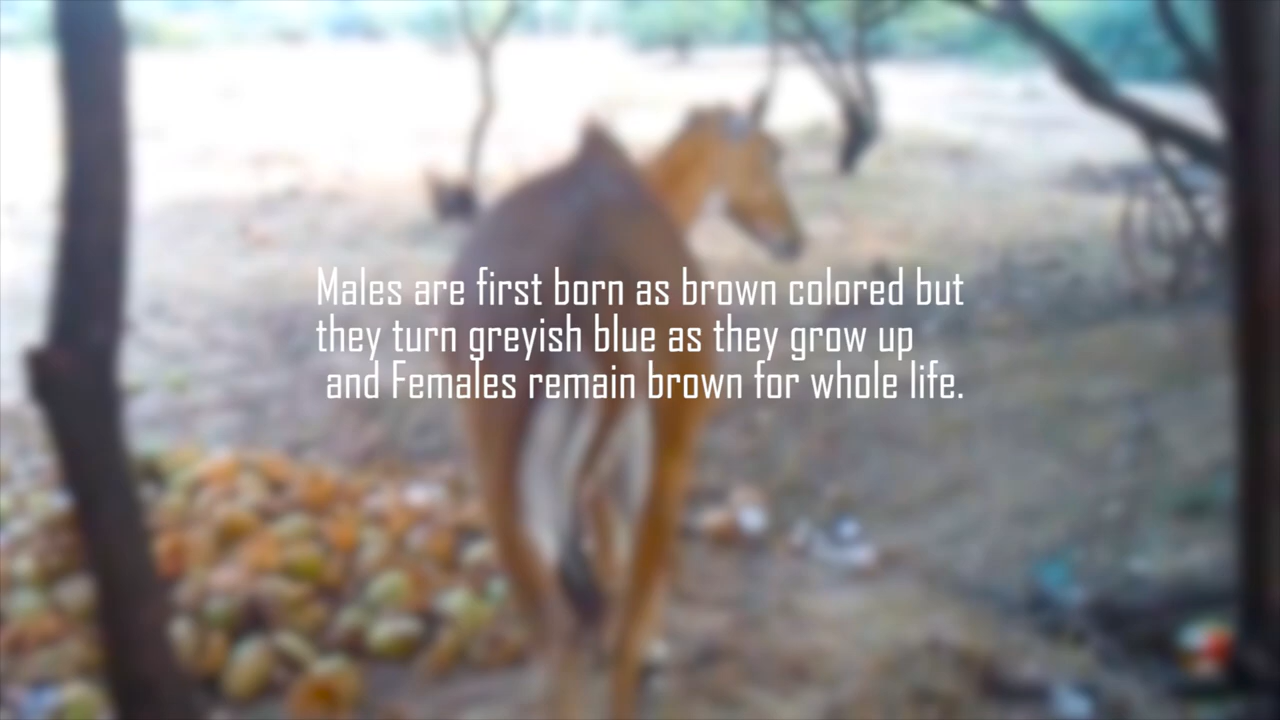 Males are first born as brown colored but
they turn greyish blue as they grow up
and Females remain brown for whole life.